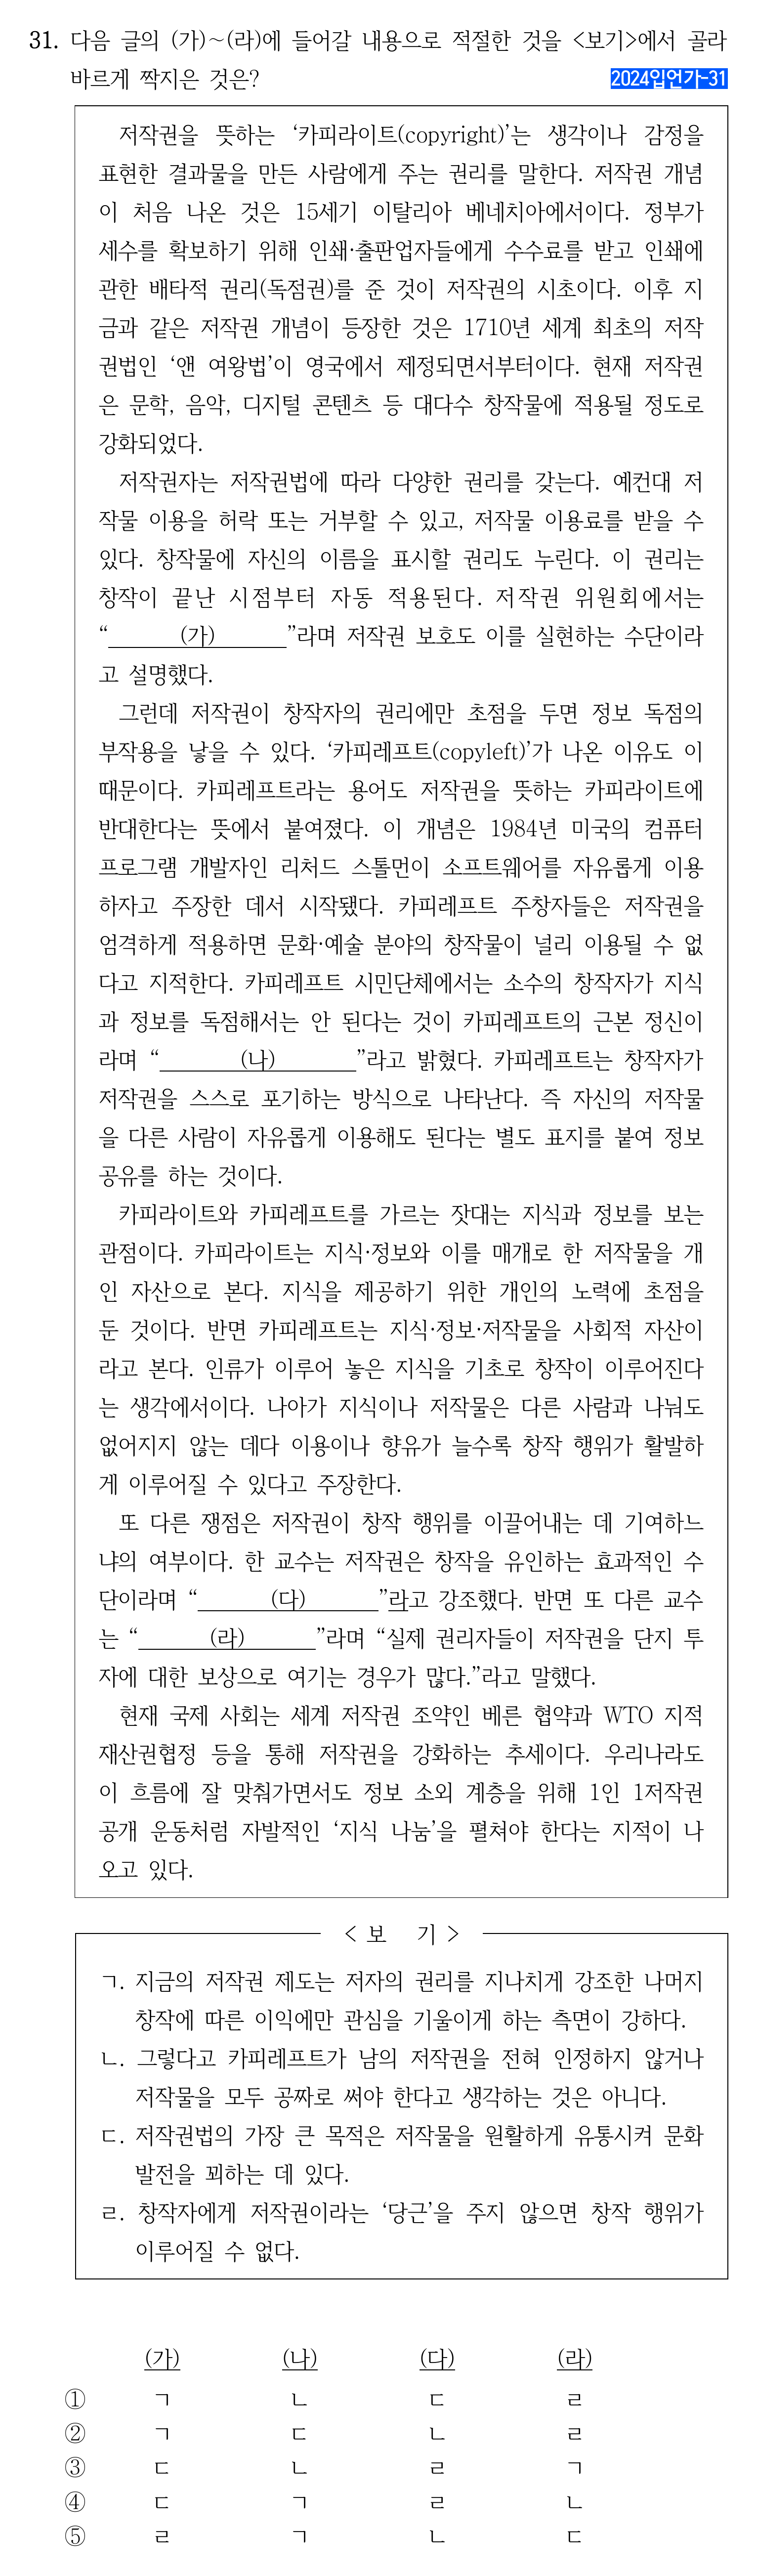 31. 다음 글의 (가)~(라)에 들어갈 내용으로 적절한 것을 <보기>에서 골라
바르게 짝지은 것은?
2024입언가-31
저작권을 뜻하는 ‘카피라이트(copyright)’는 생각이나 감정을
표현한 결과물을 만든 사람에게 주는 권리를 말한다. 저작권 개념
이 처음 나온 것은 15세기 이탈리아 베네치아에서이다. 정부가
세수를 확보하기 위해 인쇄·출판업자들에게 수수료를 받고 인쇄에
관한 배타적 권리(독점권)를 준 것이 저작권의 시초이다. 이후 지
금과 같은 저작권 개념이 등장한 것은 1710년 세계 최초의 저작
권법인 ‘앤 여왕법’이 영국에서 제정되면서부터이다. 현재 저작권
은 문학, 음악, 디지털 콘텐츠 등 대다수 창작물에 적용될 정도로
강화되었다.
저작권자는 저작권법에 따라 다양한 권리를 갖는다. 예컨대 저
작물 이용을 허락 또는 거부할 수 있고, 저작물 이용료를 받을 수
있다. 창작물에 자신의 이름을 표시할 권리도 누린다. 이 권리는
창작이 끝난 시점부터 자동 적용된다. 저작권 위원회에서는
“ (가) ”라며 저작권 보호도 이를 실현하는 수단이라
고 설명했다.
그런데 저작권이 창작자의 권리에만 초점을 두면 정보 독점의
부작용을 낳을 수 있다. ‘카피레프트(copyleft)’가 나온 이유도 이
때문이다. 카피레프트라는 용어도 저작권을 뜻하는 카피라이트에
반대한다는 뜻에서 붙여졌다. 이 개념은 1984년 미국의 컴퓨터
프로그램 개발자인 리처드 스톨먼이 소프트웨어를 자유롭게 이용
하자고 주장한 데서 시작됐다. 카피레프트 주창자들은 저작권을
엄격하게 적용하면 문화·예술 분야의 창작물이 널리 이용될 수 없
다고 지적한다. 카피레프트 시민단체에서는 소수의 창작자가 지식
과 정보를 독점해서는 안 된다는 것이 카피레프트의 근본 정신이
라며 “ (나) ”라고 밝혔다. 카피레프트는 창작자가
저작권을 스스로 포기하는 방식으로 나타난다. 즉 자신의 저작물
을 다른 사람이 자유롭게 이용해도 된다는 별도 표지를 붙여 정보
공유를 하는 것이다.
카피라이트와 카피레프트를 가르는 잣대는 지식과 정보를 보는
관점이다. 카피라이트는 지식·정보와 이를 매개로 한 저작물을 개
인 자산으로 본다. 지식을 제공하기 위한 개인의 노력에 초점을
둔 것이다. 반면 카피레프트는 지식·정보·저작물을 사회적 자산이
라고 본다. 인류가 이루어 놓은 지식을 기초로 창작이 이루어진다
는 생각에서이다. 나아가 지식이나 저작물은 다른 사람과 나눠도
없어지지 않는 데다 이용이나 향유가 늘수록 창작 행위가 활발하
게 이루어질 수 있다고 주장한다.
또 다른 쟁점은 저작권이 창작 행위를 이끌어내는 데 기여하느
냐의 여부이다. 한 교수는 저작권은 창작을 유인하는 효과적인 수
단이라며 “ (다) ”라고 강조했다. 반면 또 다른 교수
는 “ (라) ”라며 “실제 권리자들이 저작권을 단지 투
자에 대한 보상으로 여기는 경우가 많다.”라고 말했다.
현재 국제 사회는 세계 저작권 조약인 베른 협약과 WTO 지적
재산권협정 등을 통해 저작권을 강화하는 추세이다. 우리나라도
이 흐름에 잘 맞춰가면서도 정보 소외 계층을 위해 1인 1저작권
공개 운동처럼 자발적인 ‘지식 나눔’을 펼쳐야 한다는 지적이 나
오고 있다.
<보 기>
ㄱ. 지금의 저작권 제도는 저자의 권리를 지나치게 강조한 나머지
창작에 따른 이익에만 관심을 기울이게 하는 측면이 강하다.
ㄴ. 그렇다고 카피레프트가 남의 저작권을 전혀 인정하지 않거나
저작물을 모두 공짜로 써야 한다고 생각하는 것은 아니다.
ㄷ. 저작권법의 가장 큰 목적은 저작물을 원활하게 유통시켜 문화
발전을 꾀하는 데 있다.
ㄹ. 창작자에게 저작권이라는 ‘당근’을 주지 않으면 창작 행위가
이루어질 수 없다.
(가) (나) (다) (라)
① ㄱ ㄴ ㄷ ㄹ
② ㄱ ㄷ ㄴ ㄹ
③ ㄷ ㄴ ㄹ ㄱ
④ ㄷ ㄱ ㄹ ㄴ
⑤ ㄹ ㄱ ㄴ ㄷ